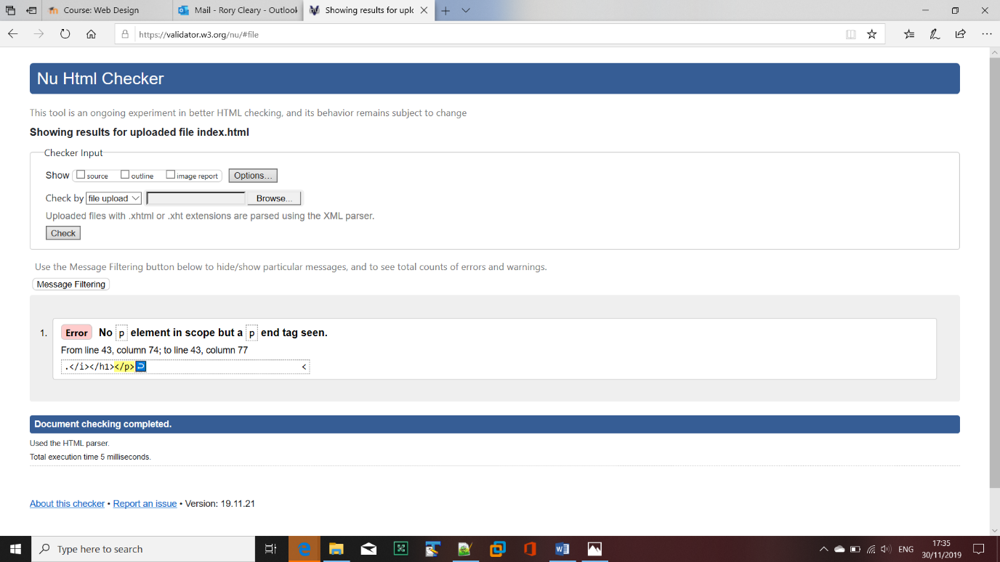 Course: Web Design
Mail - Rory Cleary - Outlook
Showing results for uplo
https://validator.w3.org/nu/#file
Nu Html Checker
This tool is an ongoing experiment in better HTML checking, and its behavior remains subject to change
Showing results for uploaded file index.html
Checker Input
Show source outline image report Options...
Check by file upload Browse...
Uploaded files with .xhtml or .xht extensions are parsed using the XML parser.
Check
Use the Message Filtering button below to hide/show particular messages, and to see total counts of errors and warnings.
Message Filtering
1. Error No p element in scope but a p end tag seen.
From line 43, column 74; to line 43, column 77
.</i></h1></p>↩ <
Document checking completed.
Used the HTML parser.
Total execution time 5 milliseconds.
About this checker • Report an issue • Version: 19.11.21
Type here to search
ENG
17:35
30/11/2019